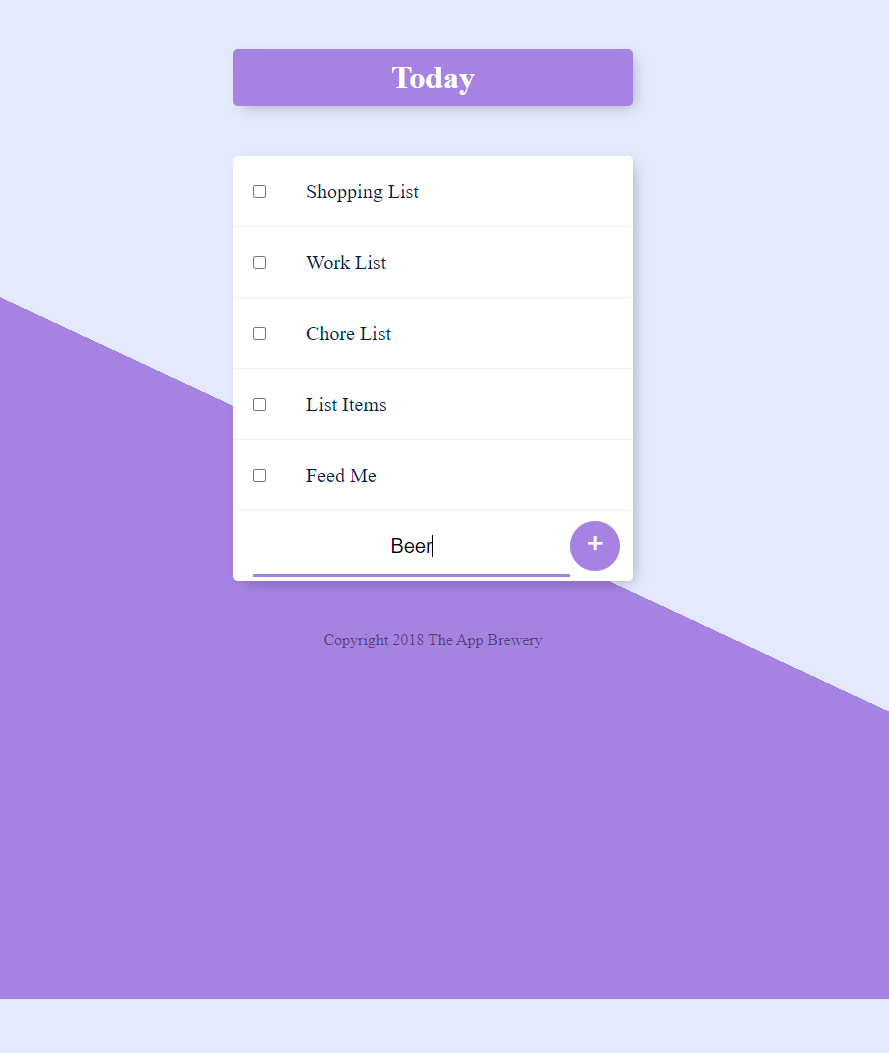 Today
Shopping List
Work List
Chore List
List Items
Feed Me
Beer
+
Copyright 2018 The App Brewery